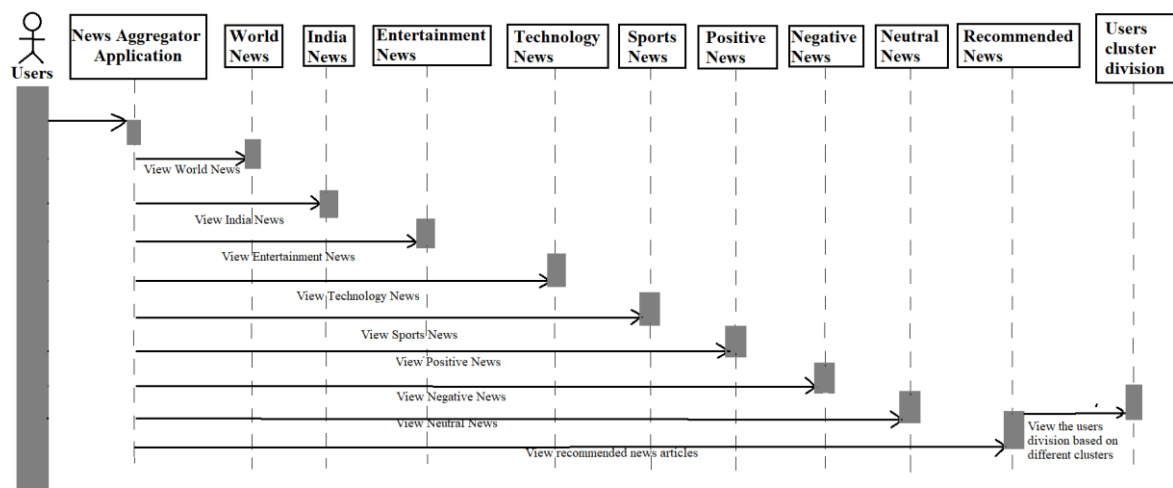 Users
News Aggregator
Application
World
News
India
News
Entertainment
News
Technology
News
Sports
News
Positive
News
Negative
News
Neutral
News
Recommended
News
Users
cluster
division
View World News
View India News
View Entertainment News
View Technology News
View Sports News
View Positive News
View Negative News
View Neutral News
View the users
division based on
different clusters
View recommended news articles